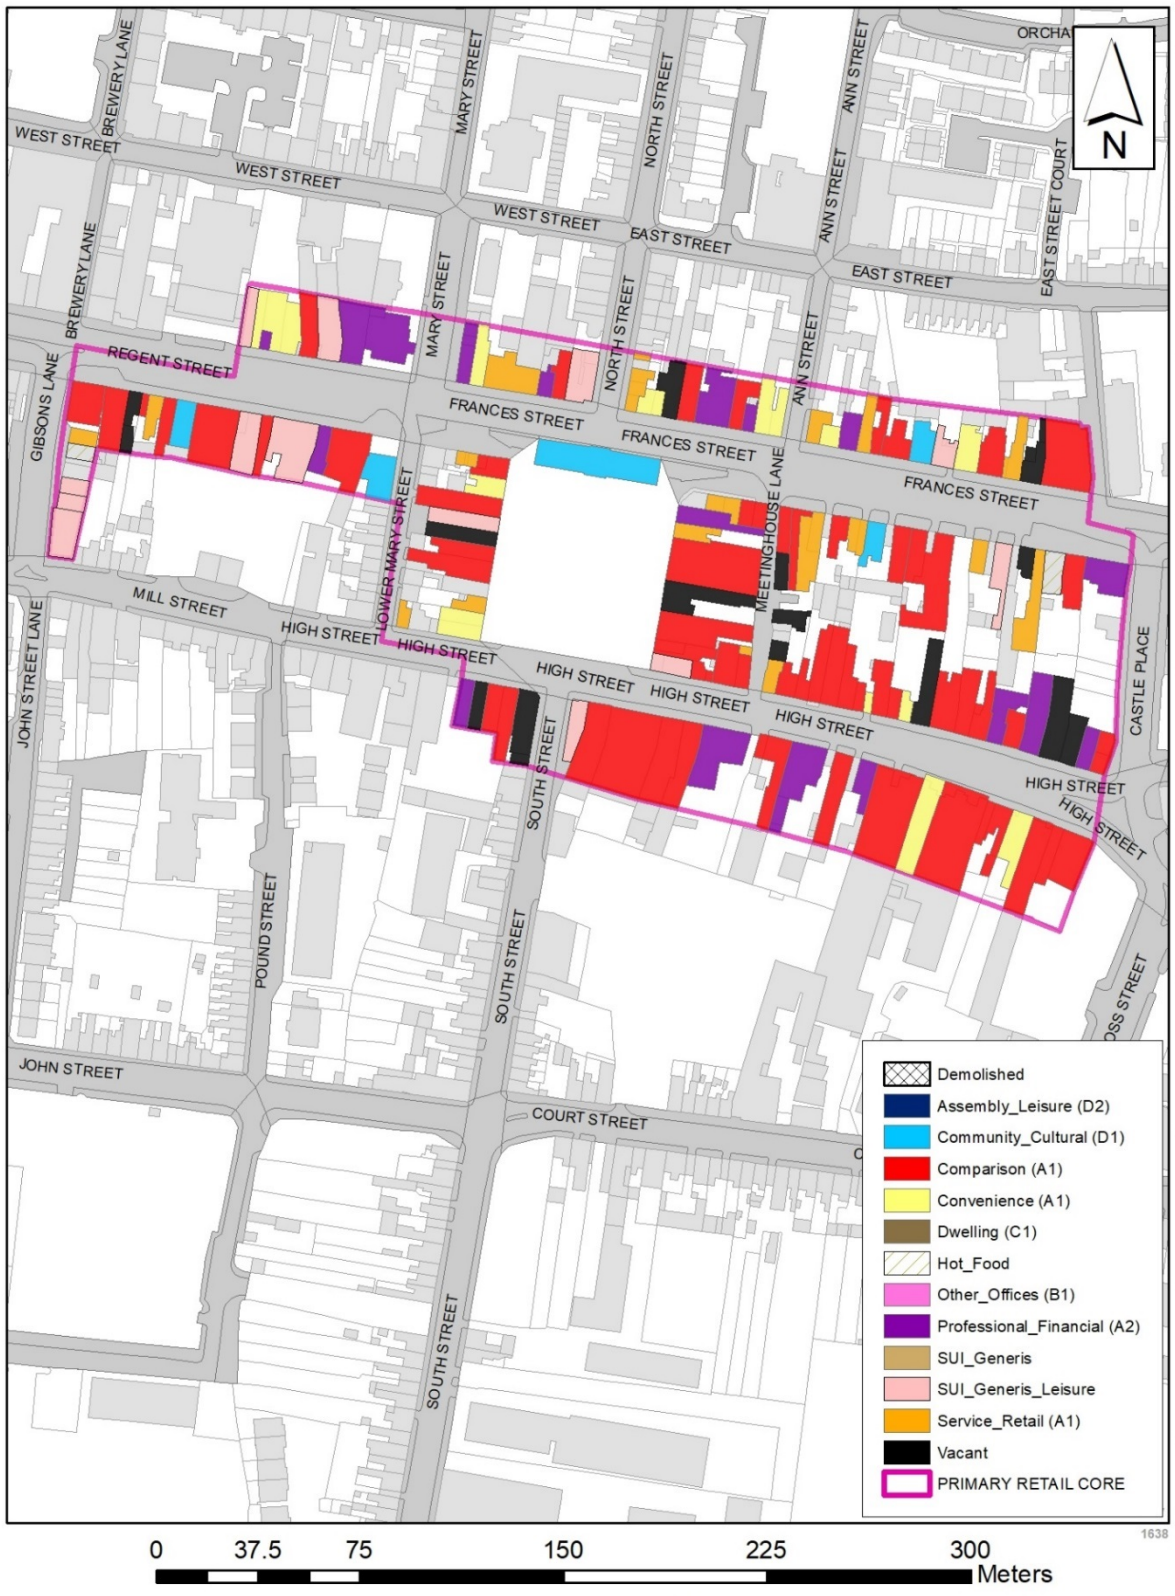 ORCHA
N
BREWERY LANE
MARY STREET
NORTH STREET
ANN STREET
WEST STREET
WEST STREET
WEST STREET
EAST STREET
ANN STREET
EAST STREET
EAST STREET COURT
BREWERY LANE
MARY STREET
NORTH STREET
ANN STREET
GIBSONS LANE
REGENT STREET
FRANCES STREET
FRANCES STREET
FRANCES STREET
LOWER MARY STREET
MEETINGHOUSE LANE
MILL STREET
HIGH STREET
HIGH STREET
HIGH STREET
HIGH STREET
HIGH STREET
HIGH STREET
HIGH STREET
CASTLE PLACE
JOHN STREET LANE
SOUTH STREET
POUND STREET
SOUTH STREET
OSS STREET
JOHN STREET
COURT STREET
C
SOUTH STREET
Demolished
Assembly_Leisure (D2)
Community_Cultural (D1)
Comparison (A1)
Convenience (A1)
Dwelling (C1)
Hot_Food
Other_Offices (B1)
Professional_Financial (A2)
SUI_Generis
SUI_Generis_Leisure
Service_Retail (A1)
Vacant
PRIMARY RETAIL CORE
1638
0 37.5 75 150 225 300
Meters